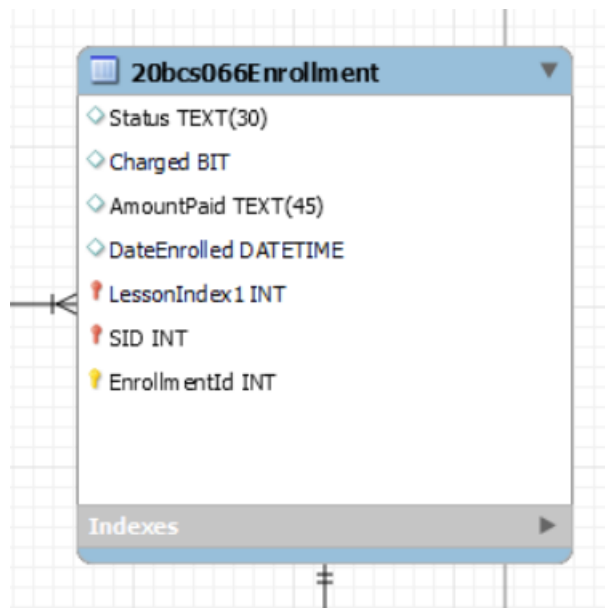 20bcs066Enrollment
Status TEXT(30)
Charged BIT
AmountPaid TEXT(45)
DateEnrolled DATETIME
LessonIndex1 INT
SID INT
EnrollmentId INT
Indexes